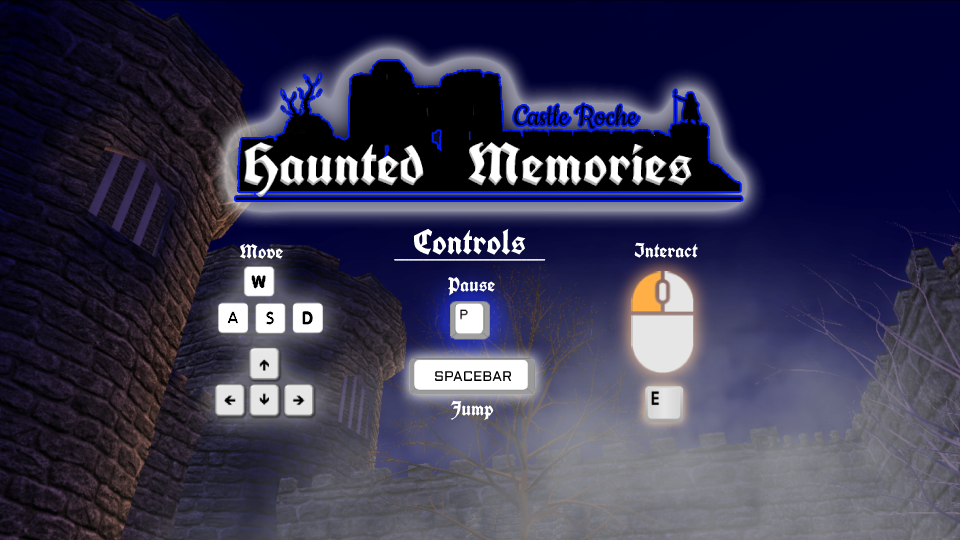 Castle Roche
Haunted Memories
Controls
Move
W
A S D
↑
← ↓ →
Pause
P
SPACEBAR
Jump
Interact
E